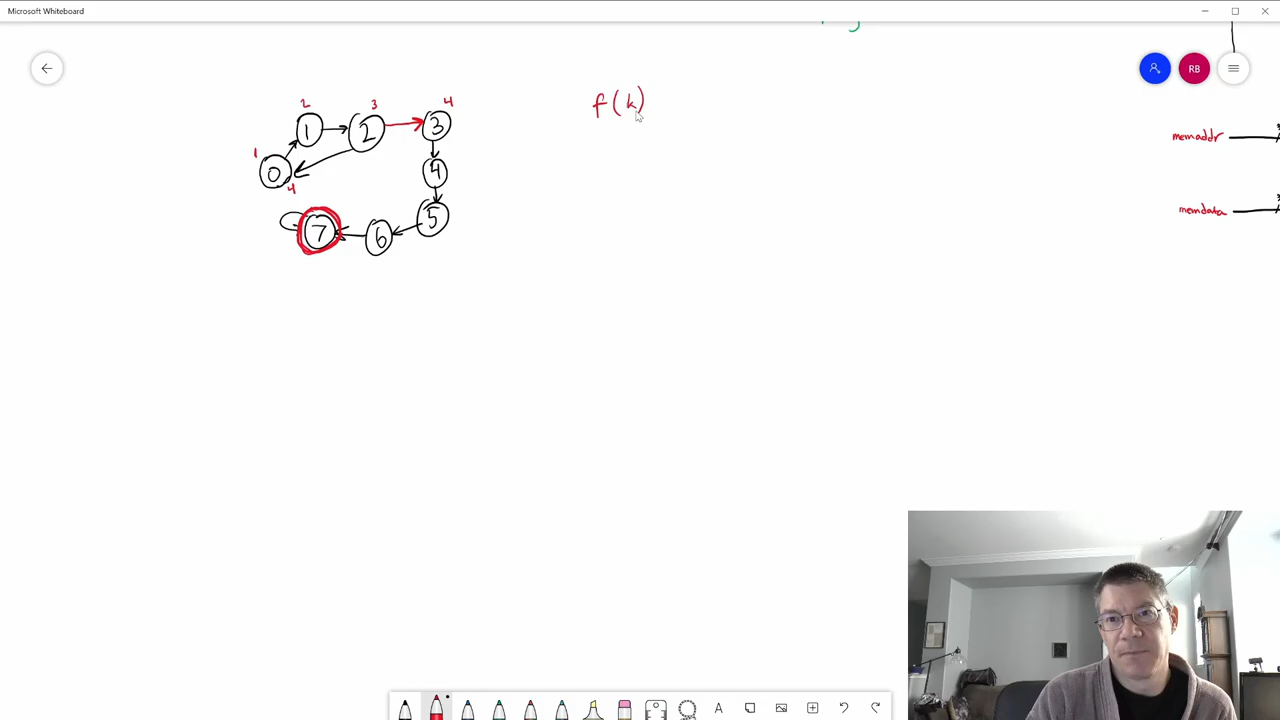 Microsoft Whiteboard
RB
f(k)
2 3 4
1 2 3
1
0
4
4
7 6 5
memaddr
memdata
A